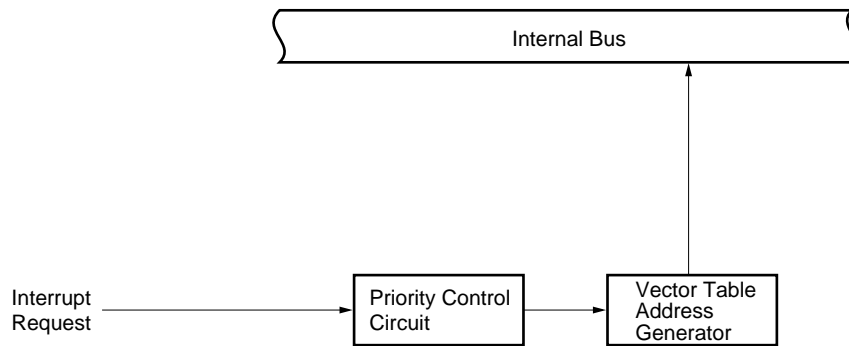 Internal Bus
Interrupt
Request
Priority Control
Circuit
Vector Table
Address
Generator